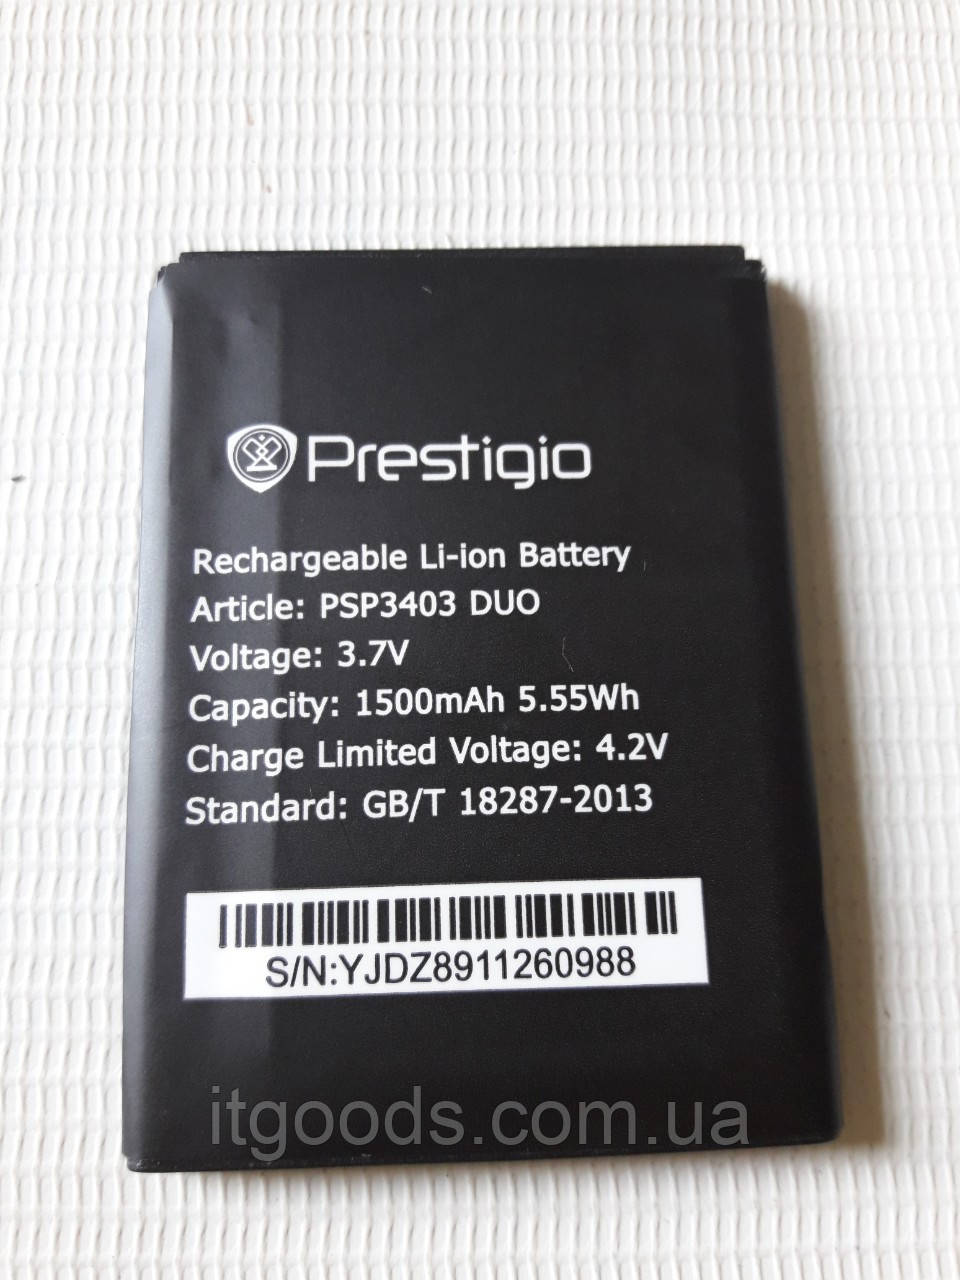 Prestigio
Rechargeable Li-ion Battery
Article: PSP3403 DUO
Voltage: 3.7V
Capacity: 1500mAh 5.55Wh
Charge Limited Voltage: 4.2V
Standard: GB/T 18287-2013
S/N:YJDZ8911260988
itgoods.com.ua